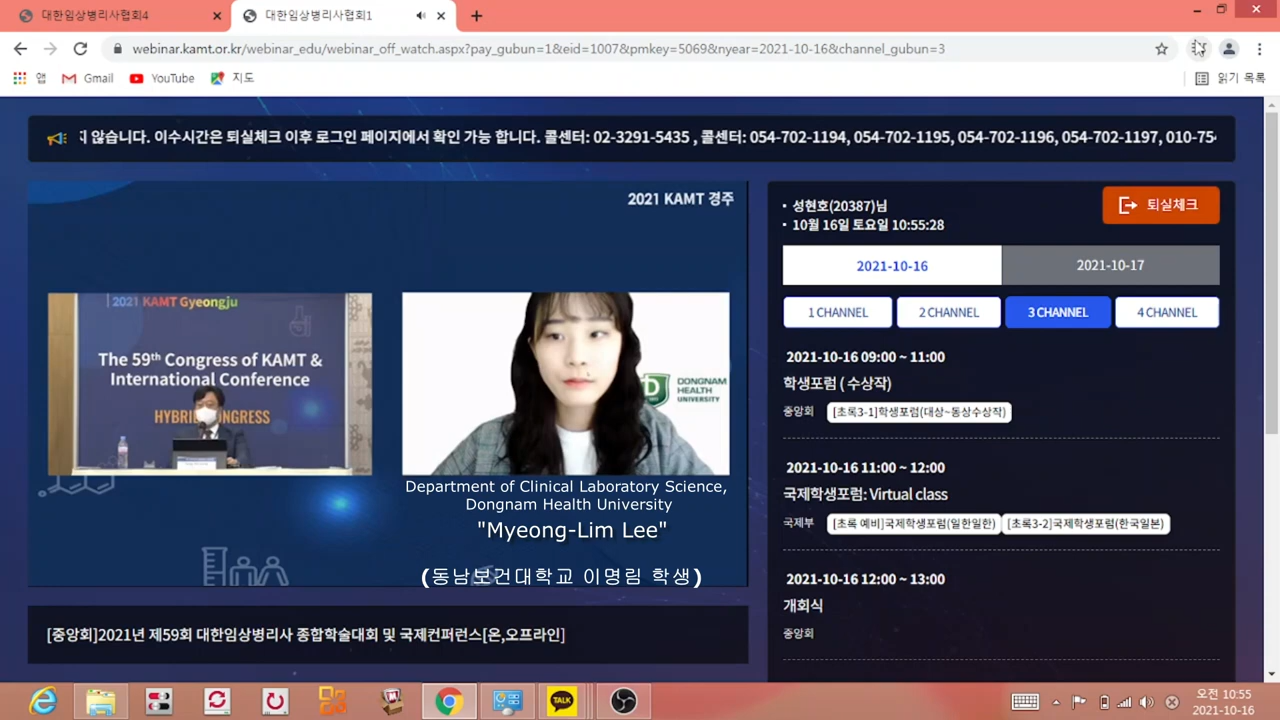 대한임상병리사협회4
대한임상병리사협회1
webinar.kamt.or.kr/webinar_edu/webinar_off_watch.aspx?pay_gubun=1&eid=1007&pmkey=5069&nyear=2021-10-16&channel_gubun=3
앱
Gmail
YouTube
지도
읽기 목록
않습니다. 이수시간은 퇴실체크 이후 로그인 페이지에서 확인 가능 합니다. 콜센터: 02-3291-5435 , 콜센터: 054-702-1194, 054-702-1195, 054-702-1196, 054-702-1197, 010-75
2021 KAMT 경주
2021 KAMT Gyeongju
The 59th Congress of KAMT &
International Conference
HYBRID CONGRESS
DONGNAM
HEALTH
UNIVERSITY
Department of Clinical Laboratory Science,
Dongnam Health University
"Myeong-Lim Lee"
(동남보건대학교 이명림 학생)
[중앙회]2021년 제59회 대한임상병리사 종합학술대회 및 국제컨퍼런스[온,오프라인]
성현호(20387)님
10월 16일 토요일 10:55:28
퇴실체크
2021-10-16
2021-10-17
1 CHANNEL
2 CHANNEL
3 CHANNEL
4 CHANNEL
2021-10-16 09:00 ~ 11:00
학생포럼 ( 수상작)
중앙회
[초록3-1]학생포럼(대상~동상수상작)
2021-10-16 11:00 ~ 12:00
국제학생포럼: Virtual class
국제부
[초록 예비]국제학생포럼(일한일한)
[초록3-2]국제학생포럼(한국일본)
2021-10-16 12:00 ~ 13:00
개회식
중앙회
TALK
오전 10:55
2021-10-16